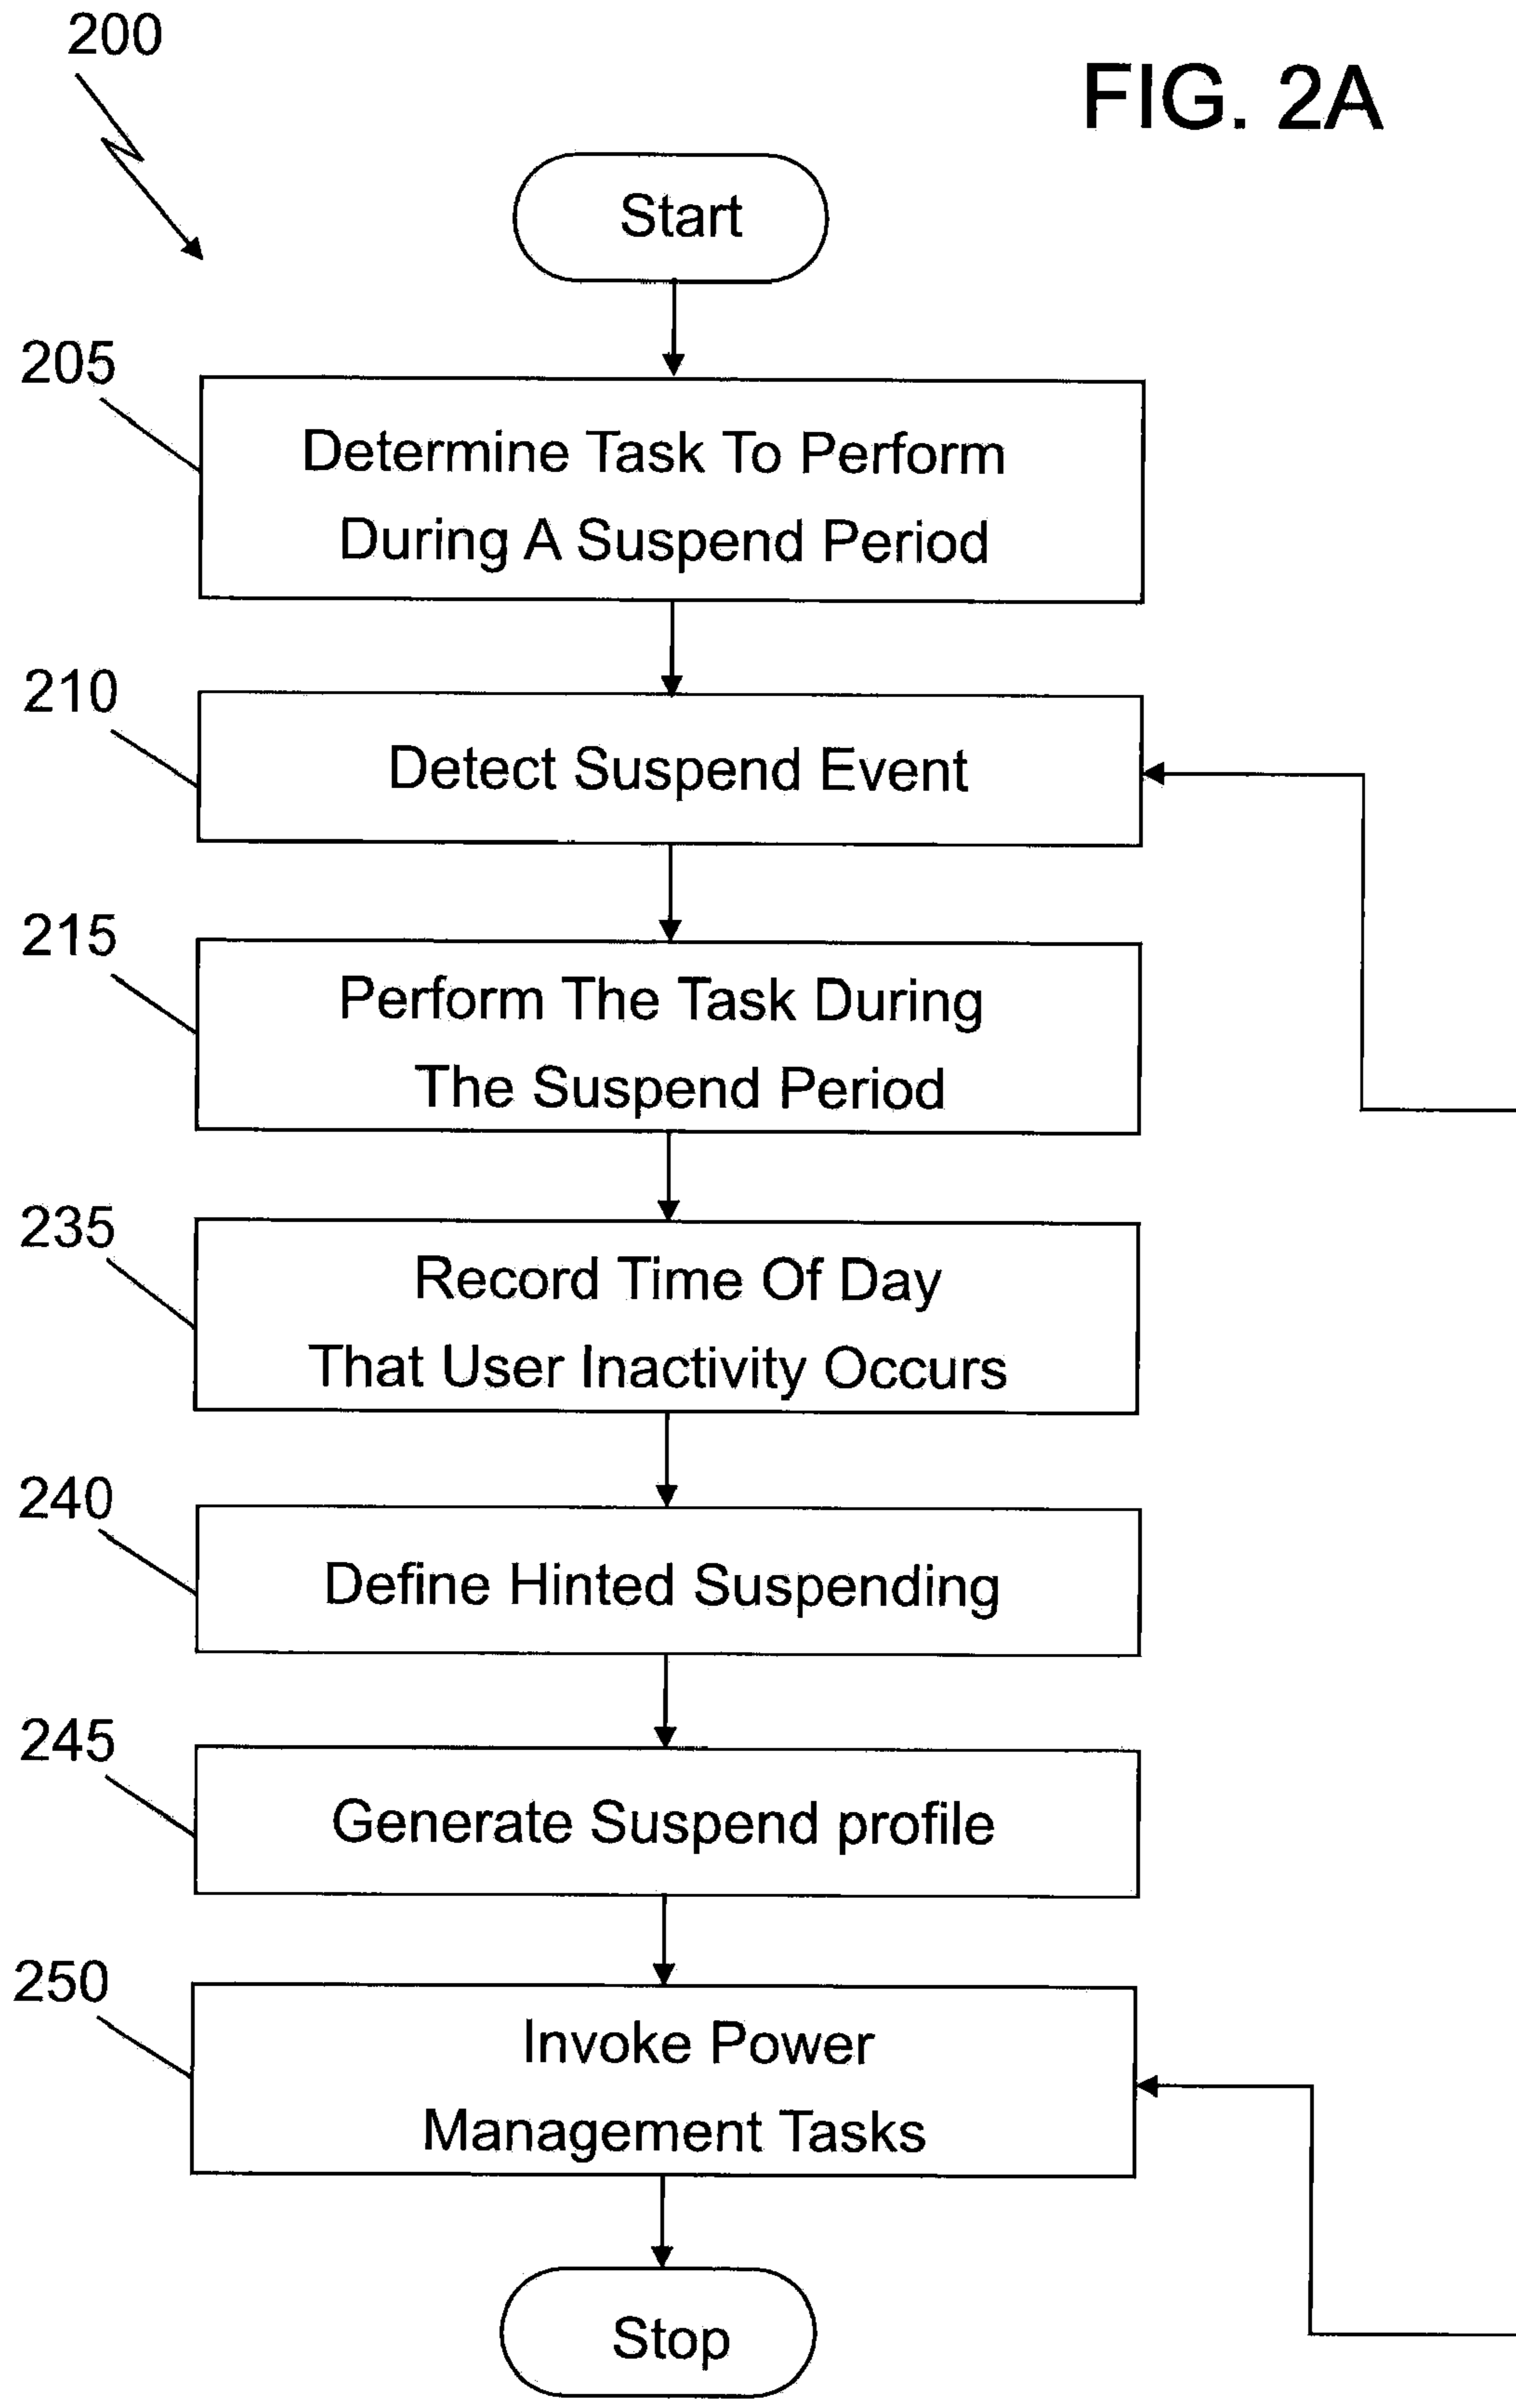 200
FIG. 2A
Start
205
Determine Task To Perform
During A Suspend Period
210
Detect Suspend Event
215
Perform The Task During
The Suspend Period
235
Record Time Of Day
That User Inactivity Occurs
240
Define Hinted Suspending
245
Generate Suspend profile
250
Invoke Power
Management Tasks
Stop